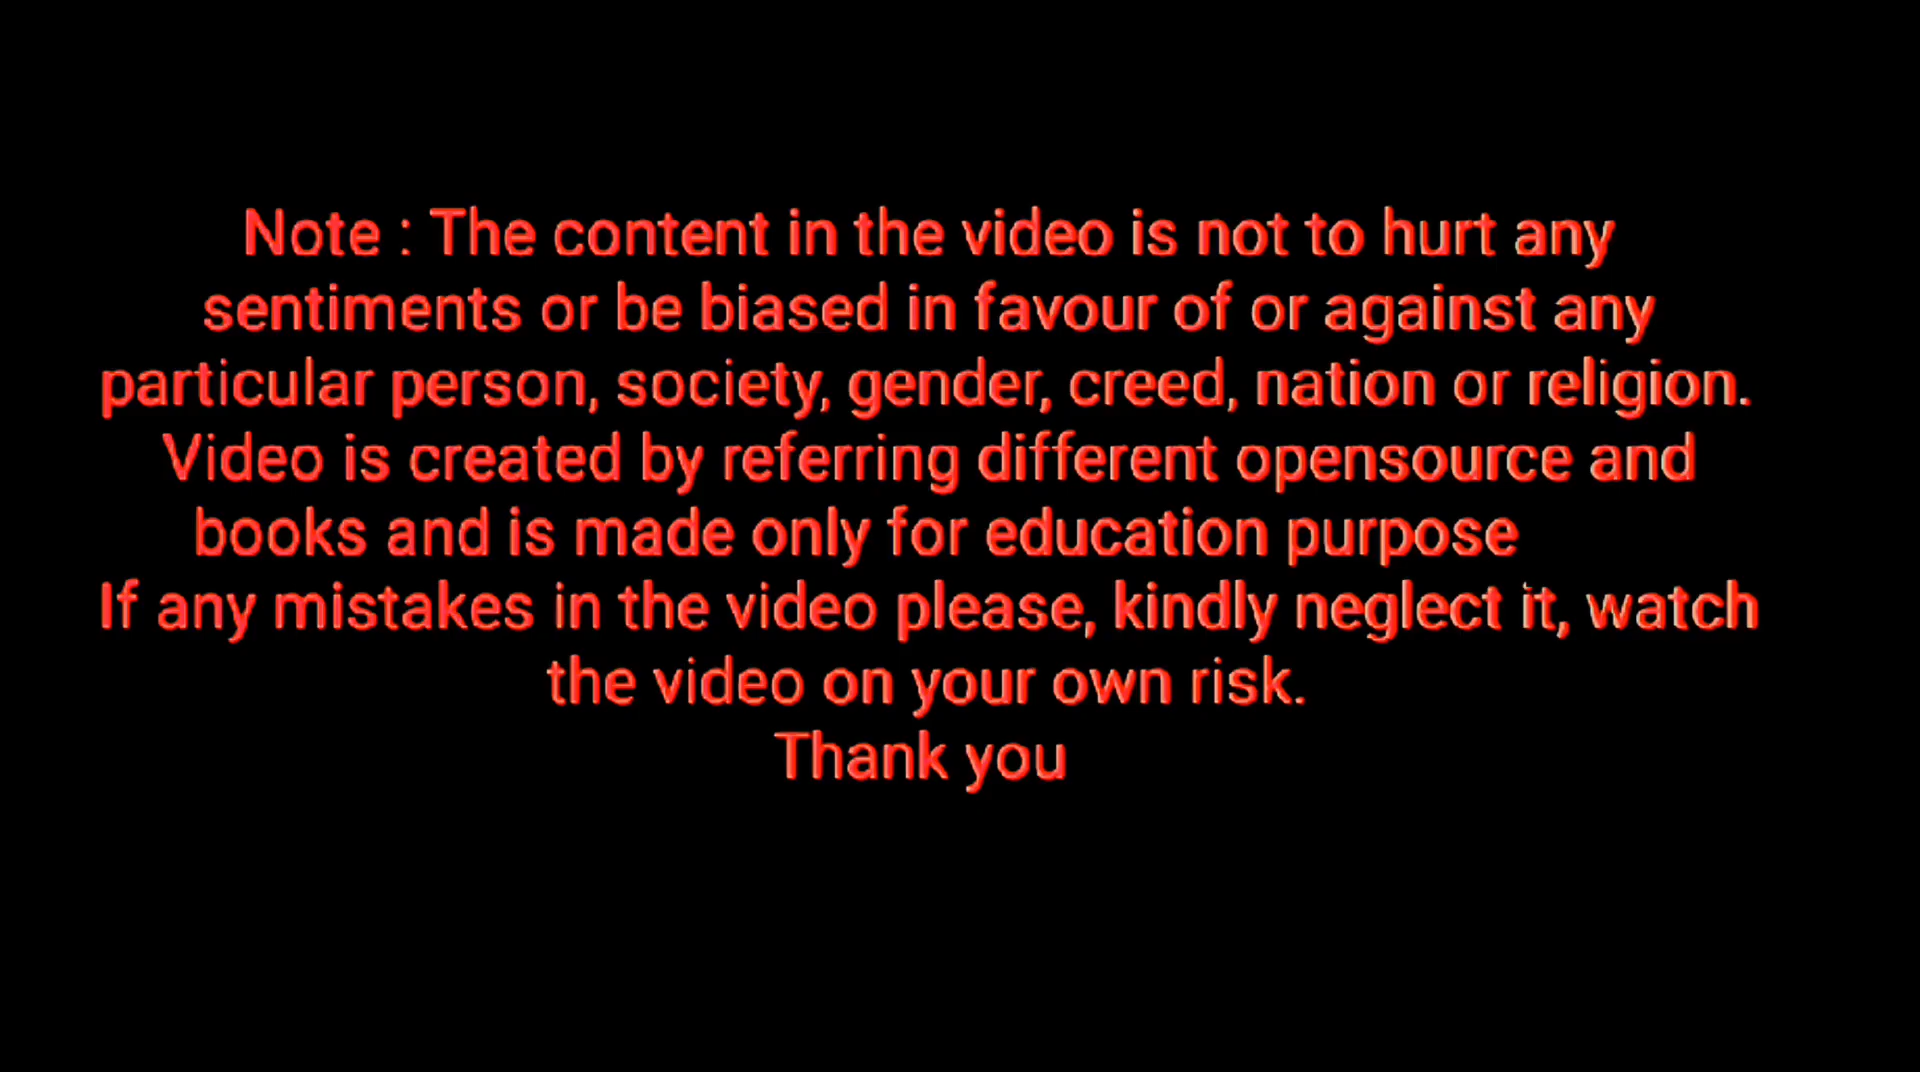 Note : The content in the video is not to hurt any
sentiments or be biased in favour of or against any
particular person, society, gender, creed, nation or religion.
Video is created by referring different opensource and
books and is made only for education purpose
If any mistakes in the video please, kindly neglect it, watch
the video on your own risk.
Thank you